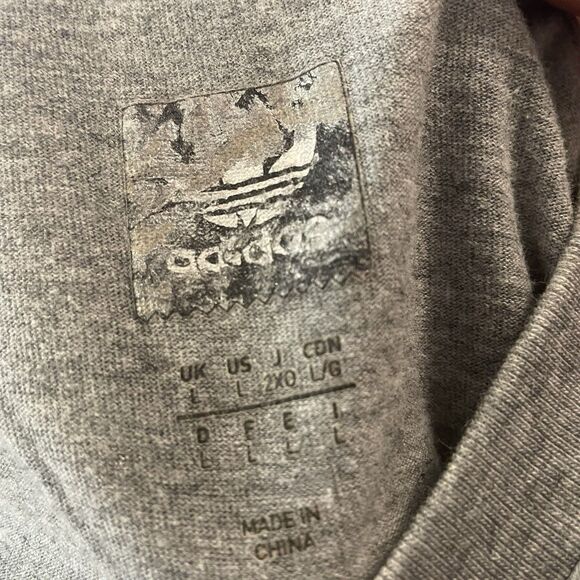 adidas
UK US J CDN
L L 2XO L/G
D F E I
L L L L
MADE IN
CHINA